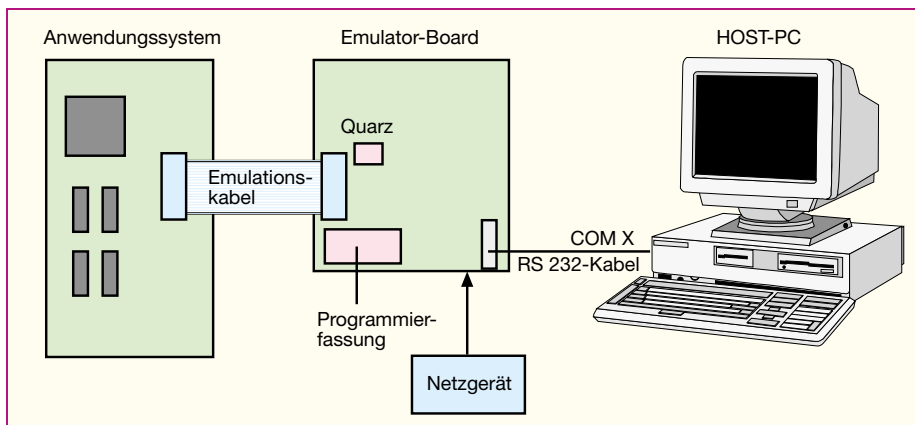 Anwendungssystem
Emulator-Board
HOST-PC
Quarz
Emulations-
kabel
COM X
RS 232-Kabel
Programmier-
fassung
Netzgerät